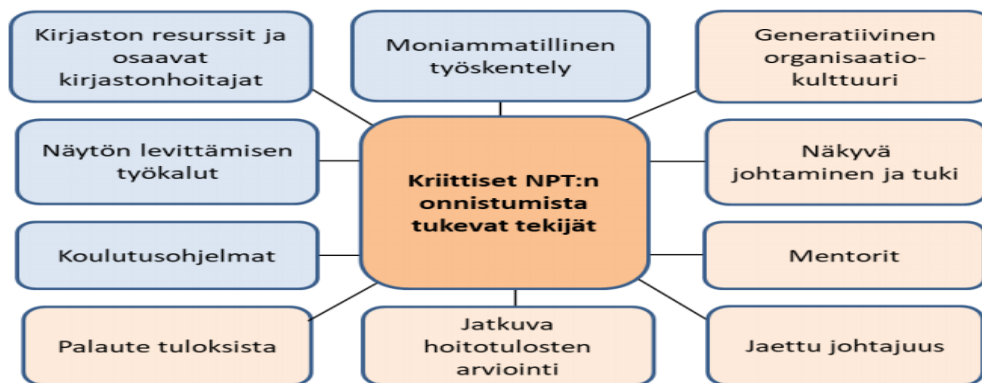 Kirjaston resurssit ja
osaavat
kirjastonhoitajat
Moniammatillinen
työskentely
Generatiivinen
organisaatio-
kulttuuri
Näytön levittämisen
työkalut
Kriittiset NPT:n
onnistumista
tukevat tekijät
Näkyvä
johtaminen ja tuki
Koulutusohjelmat
Mentorit
Palaute tuloksista
Jatkuva
hoitotulosten
arviointi
Jaettu johtajuus